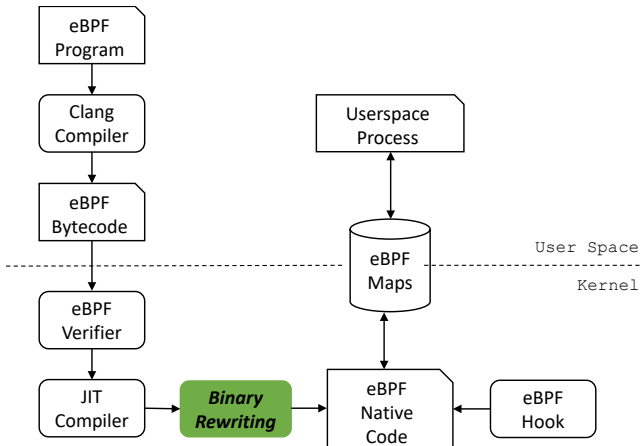 eBPF
Program
Clang
Compiler
eBPF
Bytecode
Userspace
Process
eBPF
Maps
User Space
Kernel
eBPF
Verifier
JIT
Compiler
Binary
Rewriting
eBPF
Native
Code
eBPF
Hook